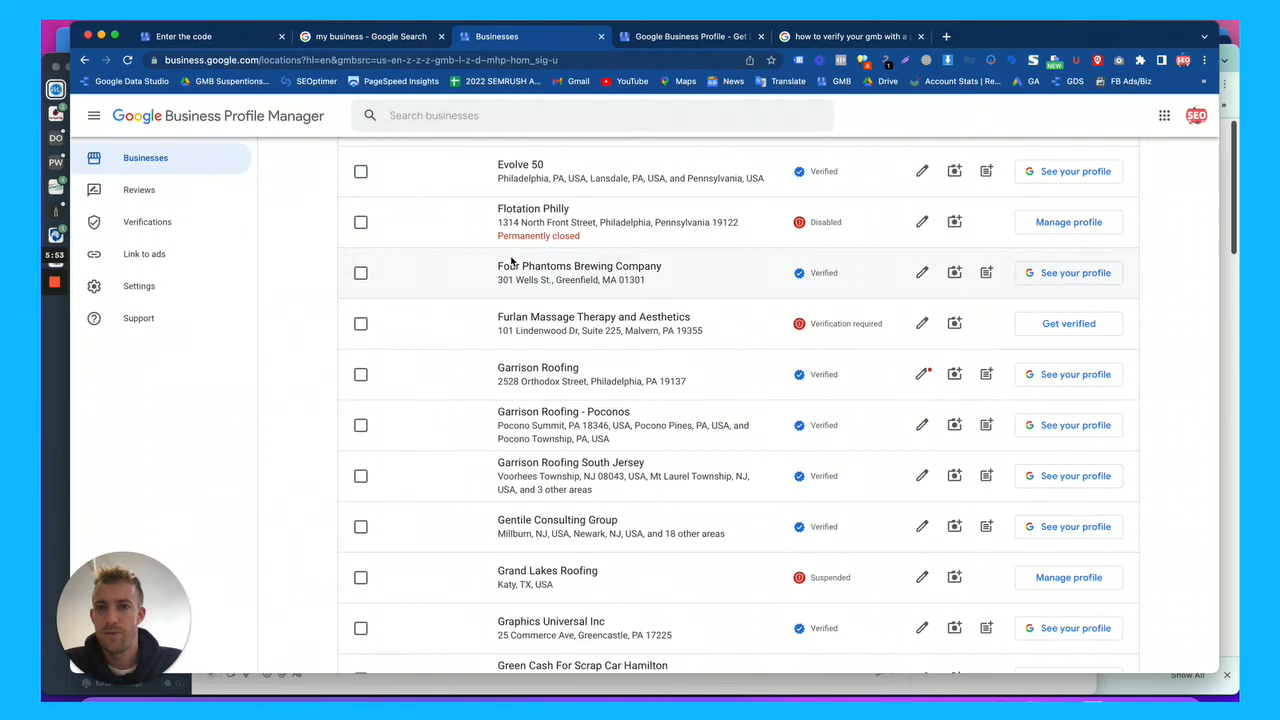 Enter the code
my business - Google Search
Businesses
Google Business Profile - Get
how to verify your gmb with a
business.google.com/locations?hl=en&gmbsrc=us-en-z-z-z-gmb-l-z-d~mhp-hom_sig-u
Google Data Studio
GMB Suspentions...
SEOptimer
PageSpeed Insights
2022 SEMRUSH A...
Gmail
YouTube
Maps
News
Translate
GMB
Drive
Account Stats | Re...
GA
GDS
FB Ads/Biz
Google Business Profile Manager
Search businesses
SEO
Businesses
Reviews
Verifications
Link to ads
Settings
Support
DO
PW
5:53
Evolve 50
Philadelphia, PA, USA, Lansdale, PA, USA, and Pennsylvania, USA
Verified
See your profile
Flotation Philly
1314 North Front Street, Philadelphia, Pennsylvania 19122
Permanently closed
Disabled
Manage profile
Four Phantoms Brewing Company
301 Wells St., Greenfield, MA 01301
Verified
See your profile
Furlan Massage Therapy and Aesthetics
101 Lindenwood Dr, Suite 225, Malvern, PA 19355
Verification required
Get verified
Garrison Roofing
2528 Orthodox Street, Philadelphia, PA 19137
Verified
See your profile
Garrison Roofing - Poconos
Pocono Summit, PA 18346, USA, Pocono Pines, PA, USA, and
Pocono Township, PA, USA
Verified
See your profile
Garrison Roofing South Jersey
Voorhees Township, NJ 08043, USA, Mt Laurel Township, NJ,
USA, and 3 other areas
Verified
See your profile
Gentile Consulting Group
Millburn, NJ, USA, Newark, NJ, USA, and 18 other areas
Verified
See your profile
Grand Lakes Roofing
Katy, TX, USA
Suspended
Manage profile
Graphics Universal Inc
25 Commerce Ave, Greencastle, PA 17225
Verified
See your profile
Green Cash For Scrap Car Hamilton
Show All